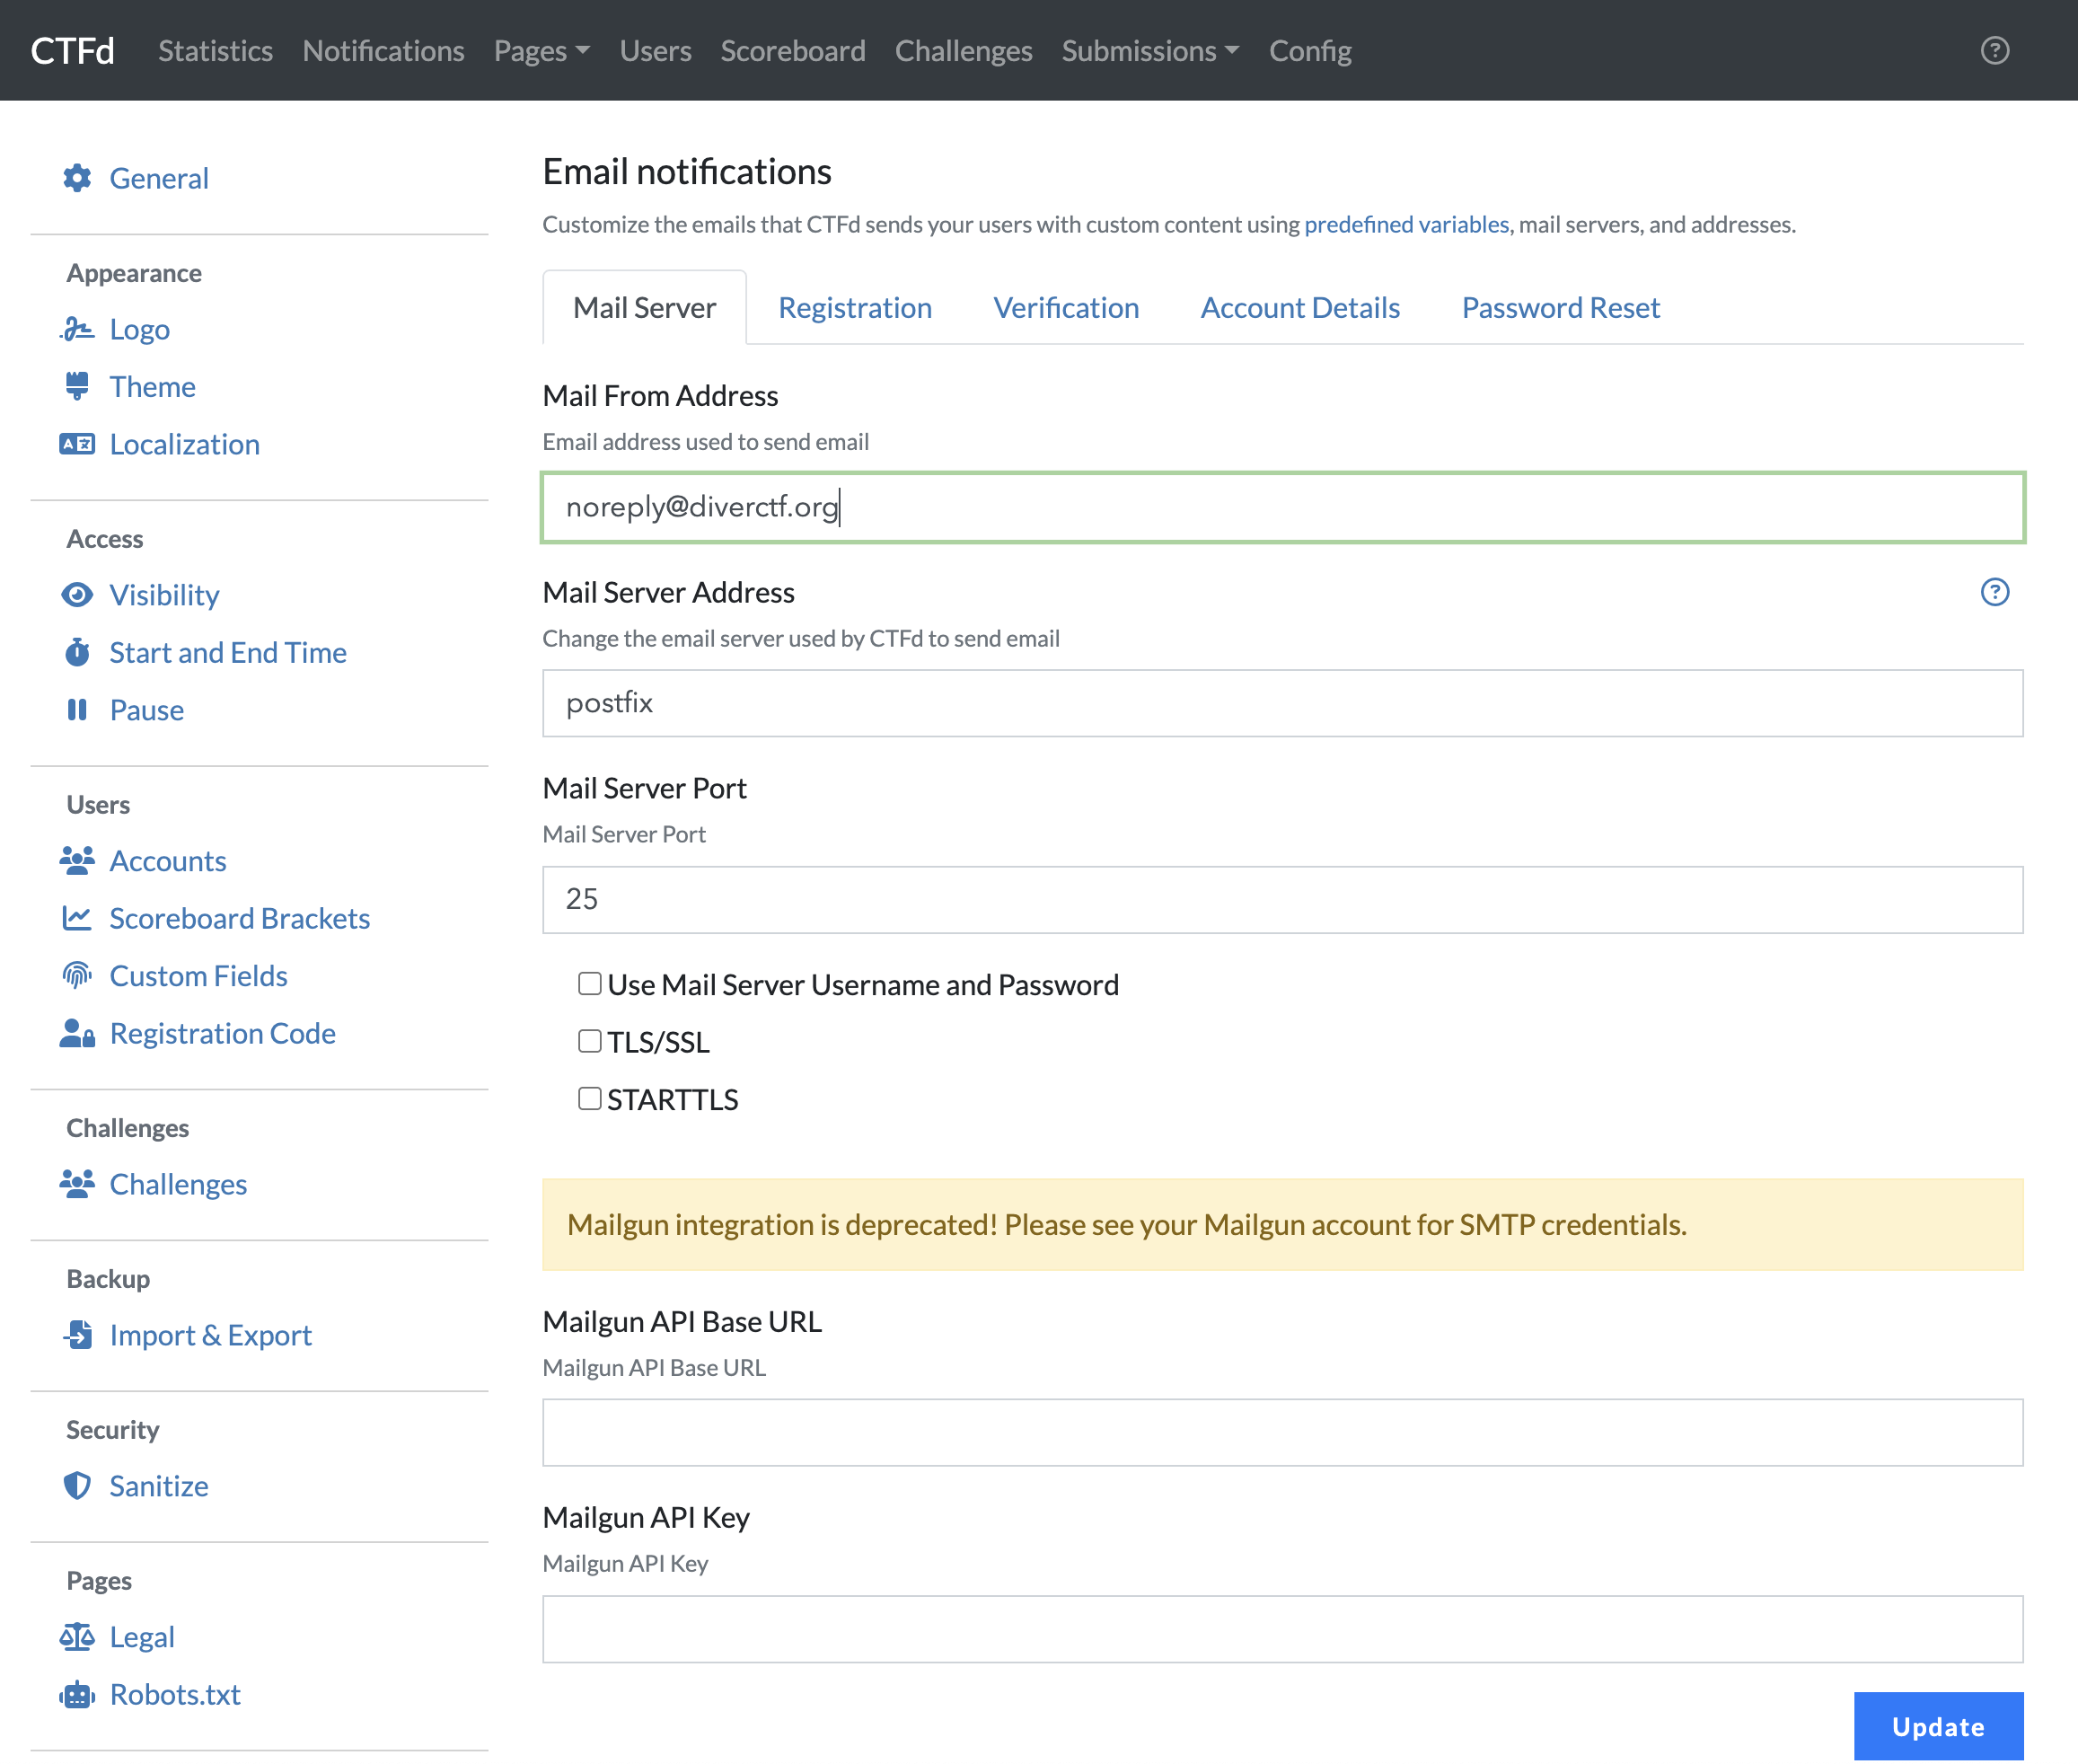 CTFd Statistics Notifications Pages Users Scoreboard Challenges Submissions Config
General
Appearance
Logo
Theme
Localization
Access
Visibility
Start and End Time
Pause
Users
Accounts
Scoreboard Brackets
Custom Fields
Registration Code
Challenges
Challenges
Backup
Import & Export
Security
Sanitize
Pages
Legal
Robots.txt
Email notifications
Customize the emails that CTFd sends your users with custom content using predefined variables, mail servers, and addresses.
Mail Server Registration Verification Account Details Password Reset
Mail From Address
Email address used to send email
noreply@diverctf.org
Mail Server Address
Change the email server used by CTFd to send email
postfix
Mail Server Port
Mail Server Port
25
Use Mail Server Username and Password
TLS/SSL
STARTTLS
Mailgun integration is deprecated! Please see your Mailgun account for SMTP credentials.
Mailgun API Base URL
Mailgun API Base URL
Mailgun API Key
Mailgun API Key
Update